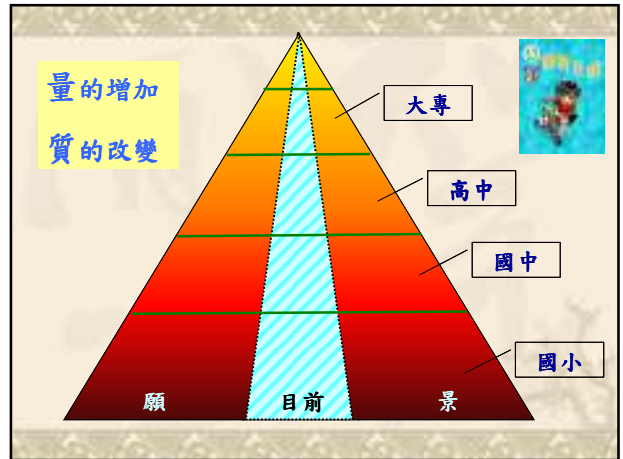 量的增加
質的改變
大專
高中
國中
國小
願 目前 景